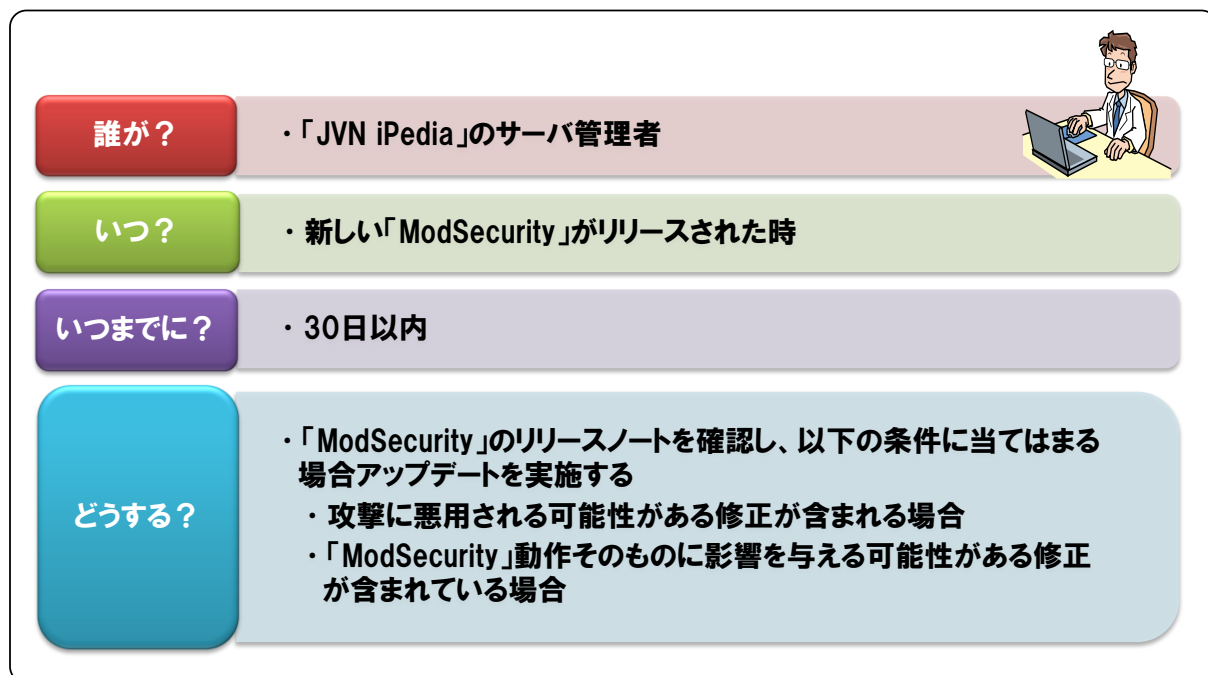 誰が？
・「JVN iPedia」のサーバ管理者
いつ？
・新しい「ModSecurity」がリリースされた時
いつまでに？
・30日以内
どうする？
・「ModSecurity」のリリースノートを確認し、以下の条件に当てはまる
場合アップデートを実施する
・攻撃に悪用される可能性がある修正が含まれる場合
・「ModSecurity」動作そのものに影響を与える可能性がある修正
が含まれている場合